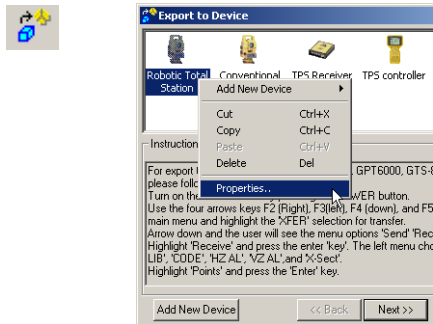 Export to Device
Robotic Total Station
Conventional
TPS Receiver
TPS controller
Add New Device
Cut Ctrl+X
Copy Ctrl+C
Paste Ctrl+V
Delete Del
Properties..
Instruction
For export GPT6000, GTS-8
please follo
Turn on the WER button.
Use the four arrows keys F2 (Right), F3(left), F4 (down), and F5
main menu and highlight the 'XFER' selection for transfer.
Arrow down and the user will see the menu options 'Send' 'Rec
Highlight 'Receive' and press the enter 'key'. The left menu cho
LIB', 'CODE', 'HZ AL', 'VZ AL',and 'X-Sect'.
Highlight 'Points' and press the 'Enter' key.
Add New Device
<< Back
Next >>